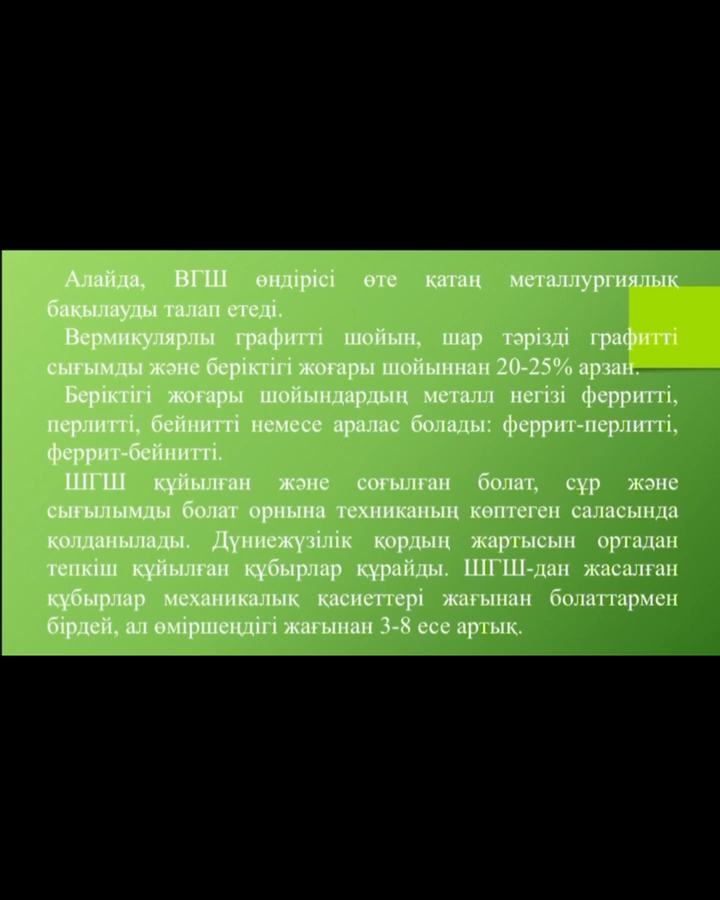 Алайда, ВГШ өндірісі өте қатаң металлургиялық
бақылауды талап етеді.
Вермикулярлы графитті шойын, шар тәрізді графитті
сығымды және беріктігі жоғары шойыннан 20-25% арзан.
Беріктігі жоғары шойындардың металл негізі ферритті,
перлитті, бейнитті немесе аралас болады: феррит-перлитті,
феррит-бейнитті.
ШГШ құйылған және соғылған болат, сұр және
сығылымды болат орнына техниканың көптеген саласында
қолданылады. Дүниежүзілік қордың жартысын ортадан
тепкіш құйылған құбырлар құрайды. ШГШ-дан жасалған
құбырлар механикалық қасиеттері жағынан болаттармен
бірдей, ал өміршеңдігі жағынан 3-8 есе артық.